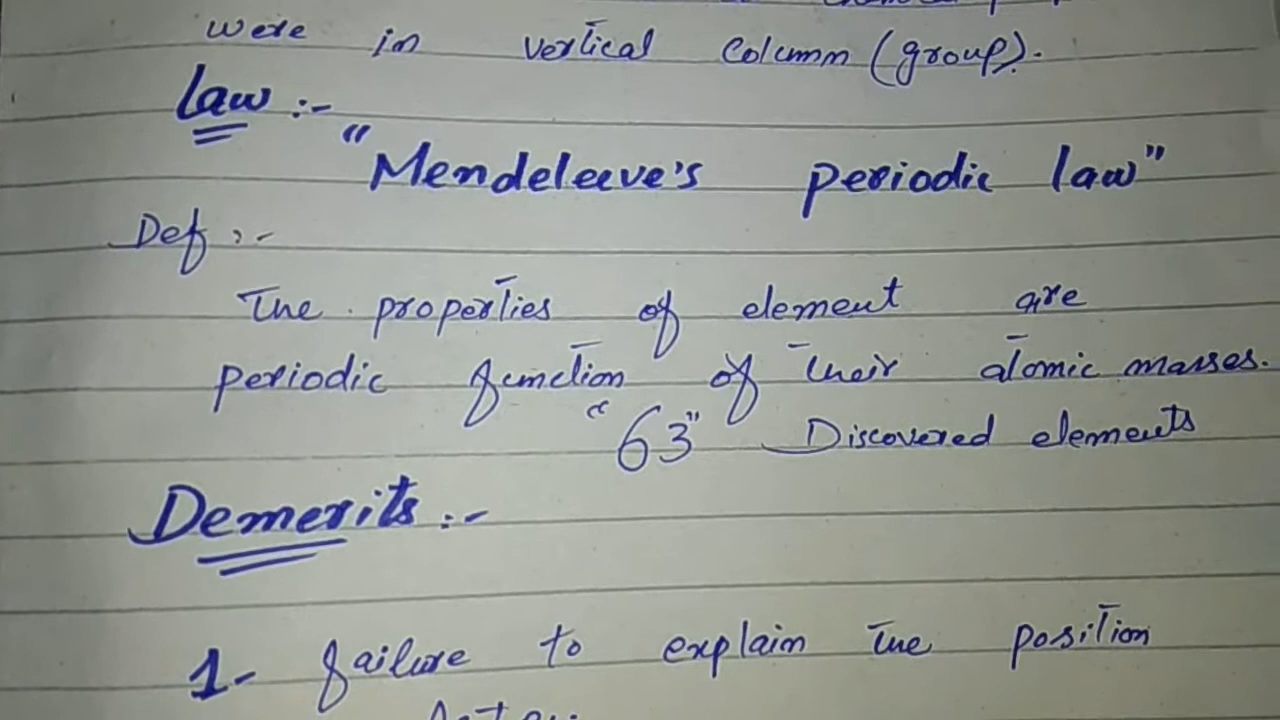 were in vertical Column (group).
Law :-
"Mendeleeve's periodic law"
Def :-
The properties of element are
periodic function of their atomic masses.
"63" Discovered elements
Demerits :-
1- failure to explain the position